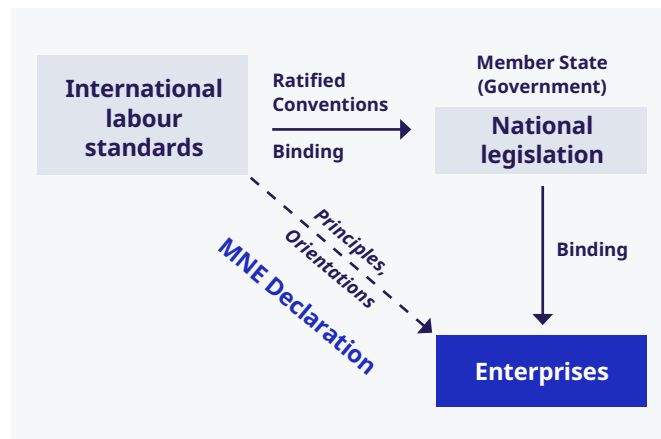 International
labour
standards
Ratified
Conventions
Binding
Member State
(Government)
National
legislation
Binding
Principles,
Orientations
MNE Declaration
Enterprises